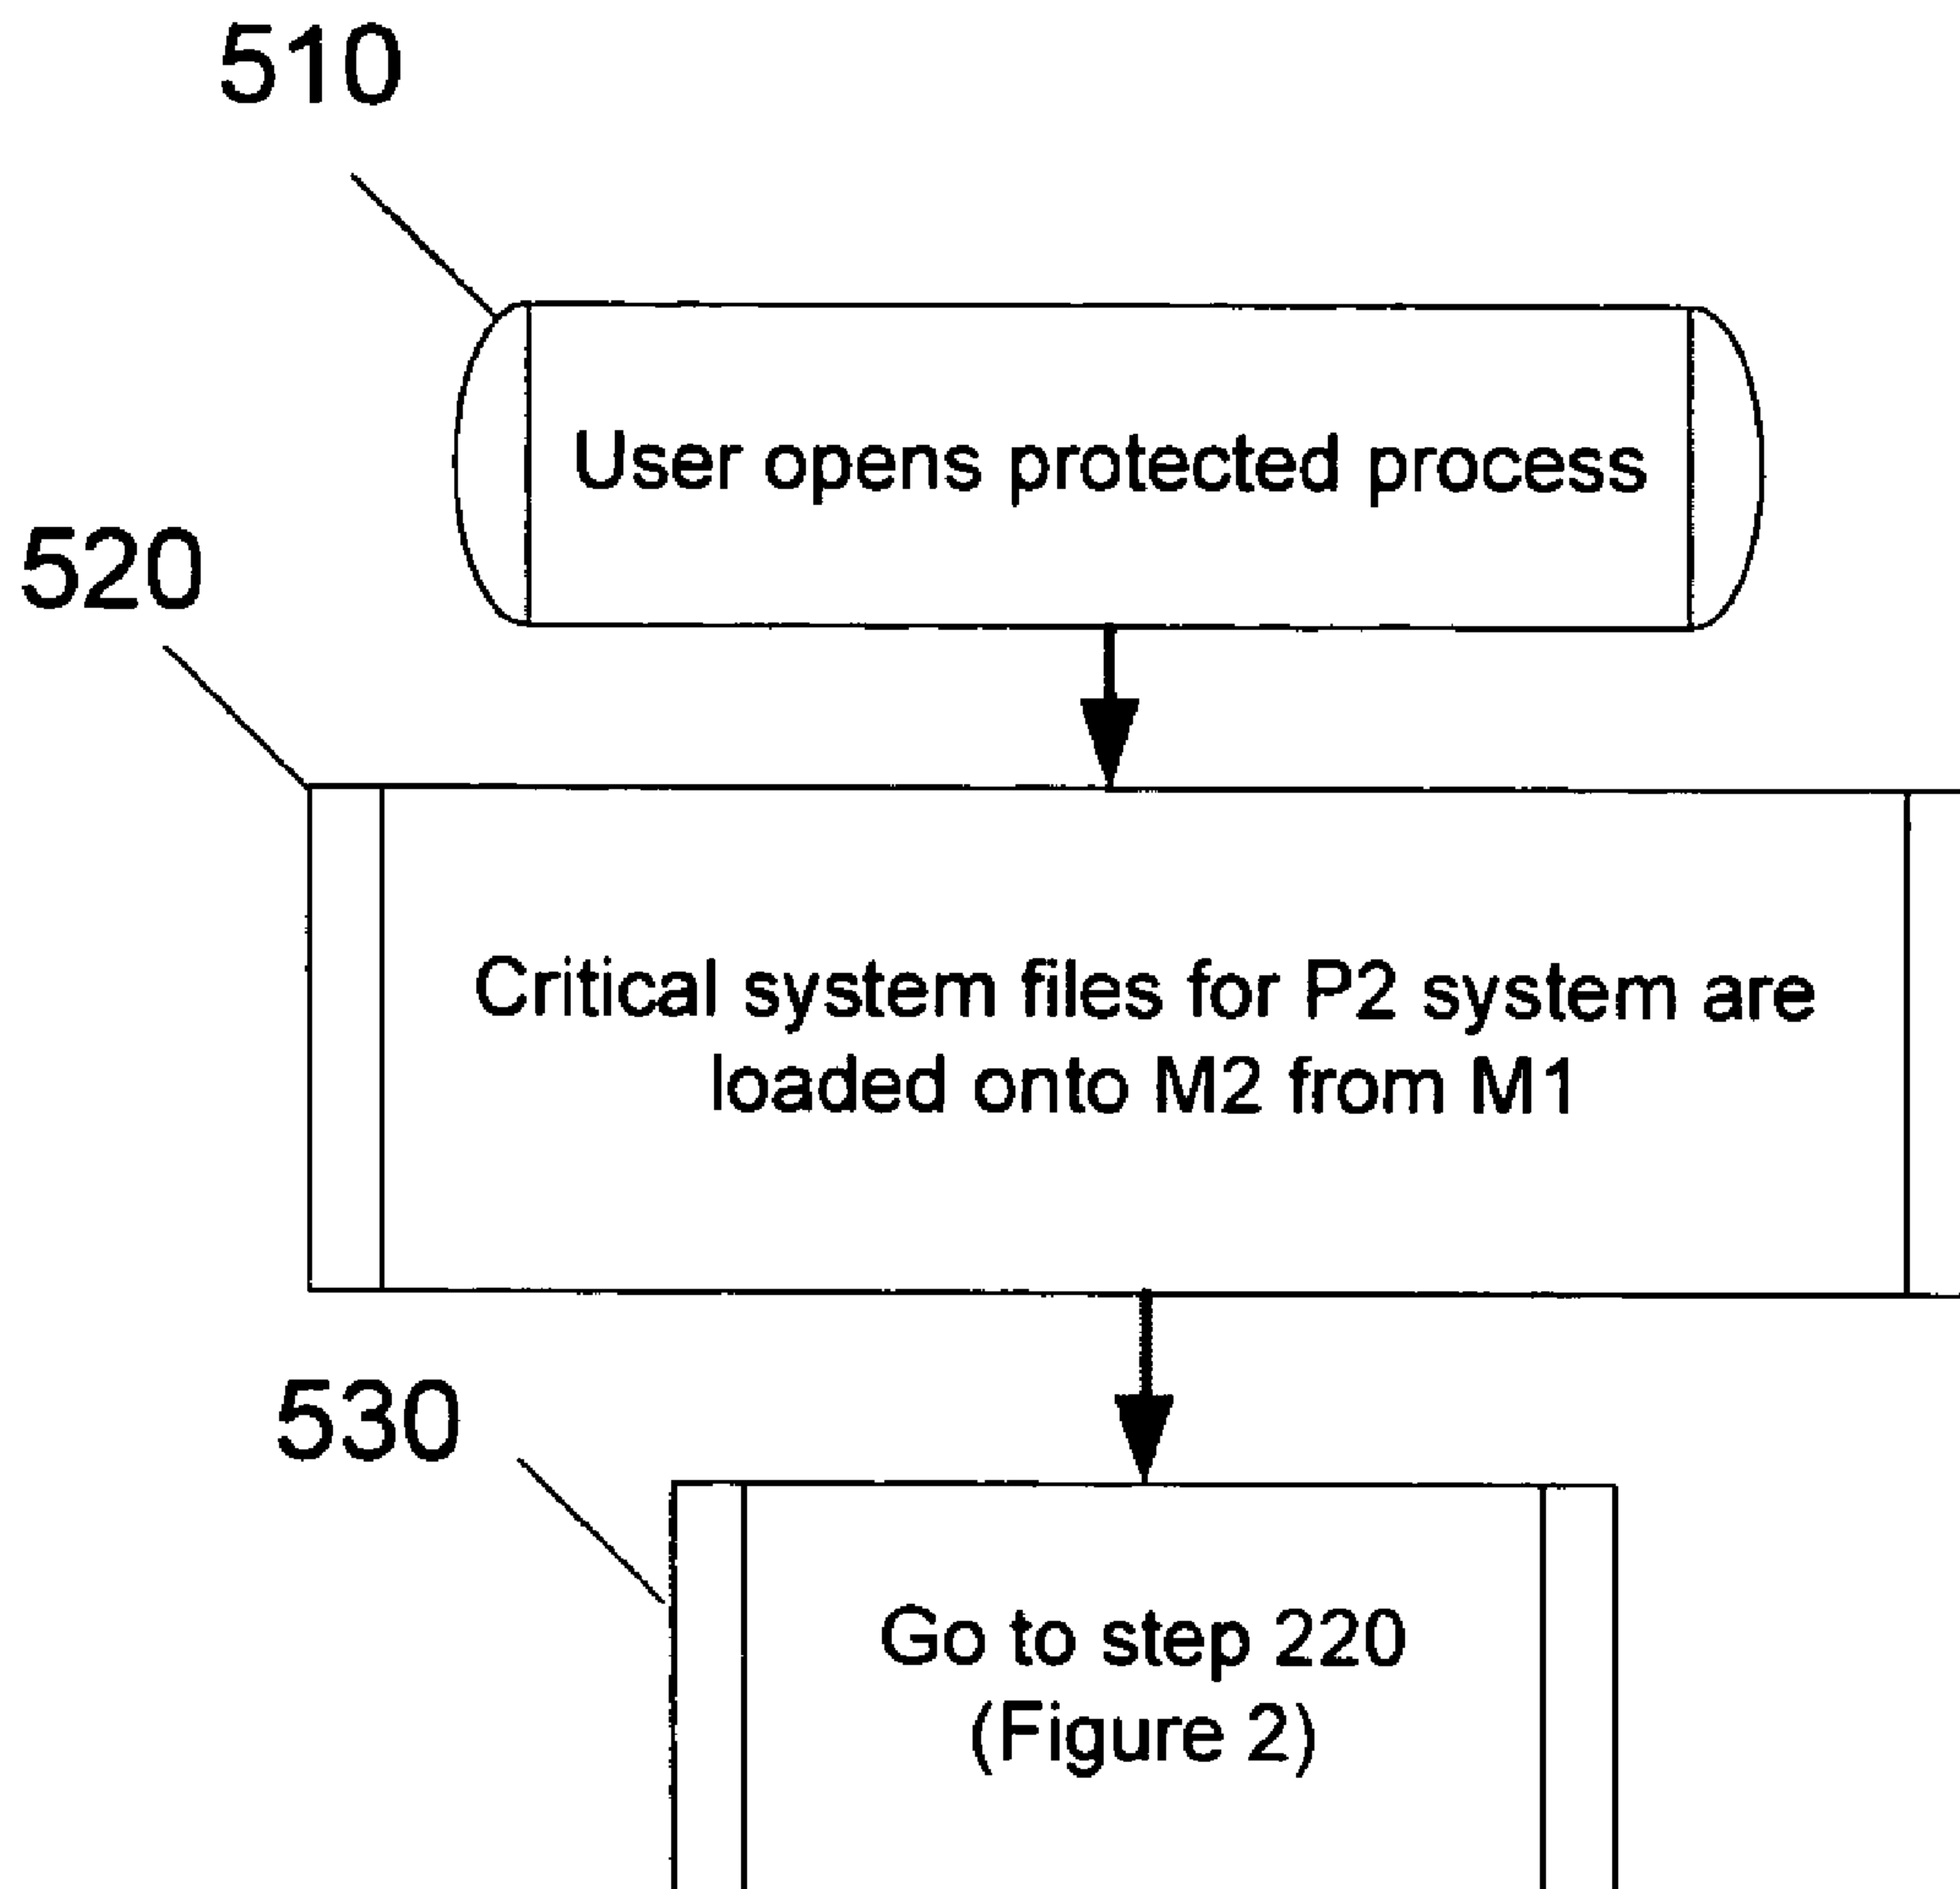 510
User opens protected process
520
Critical system files for P2 system are
loaded onto M2 from M1
530
Go to step 220
(Figure 2)